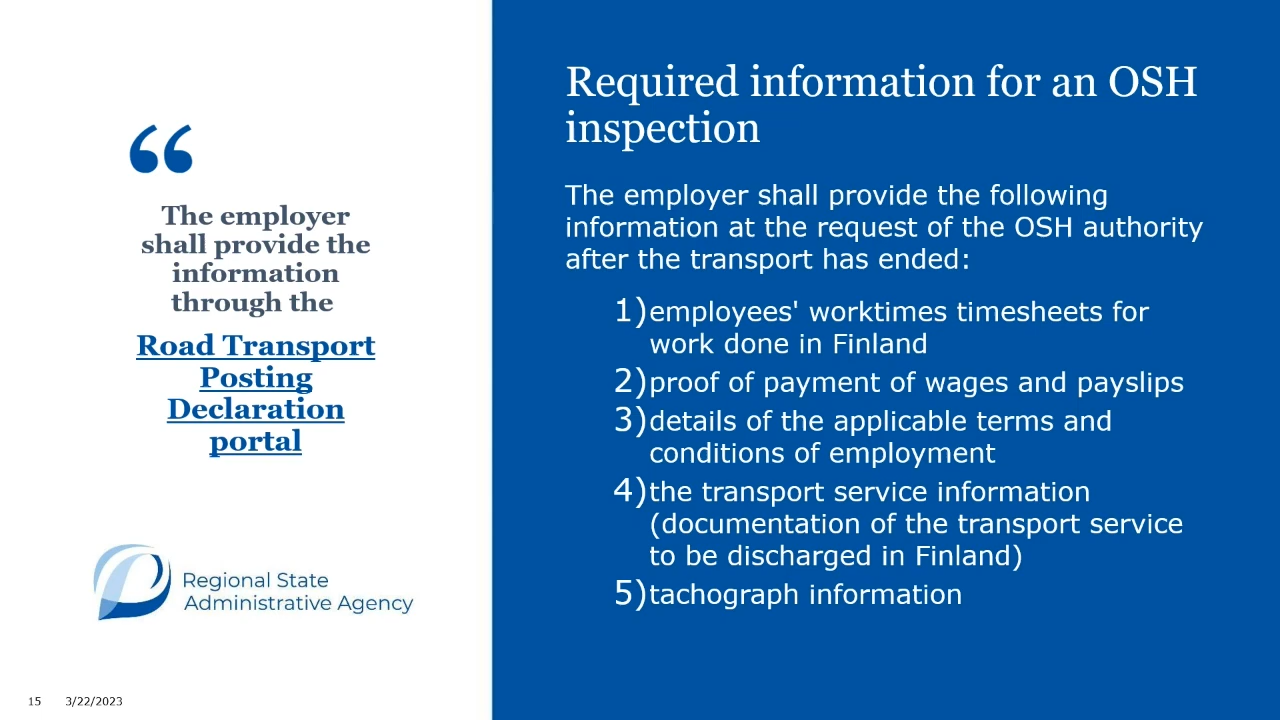 “
The employer
shall provide the
information
through the
Road Transport
Posting
Declaration
portal
Regional State
Administrative Agency
15 3/22/2023
Required information for an OSH
inspection
The employer shall provide the following
information at the request of the OSH authority
after the transport has ended:
1) employees' worktimes timesheets for
work done in Finland
2) proof of payment of wages and payslips
3) details of the applicable terms and
conditions of employment
4) the transport service information
(documentation of the transport service
to be discharged in Finland)
5) tachograph information